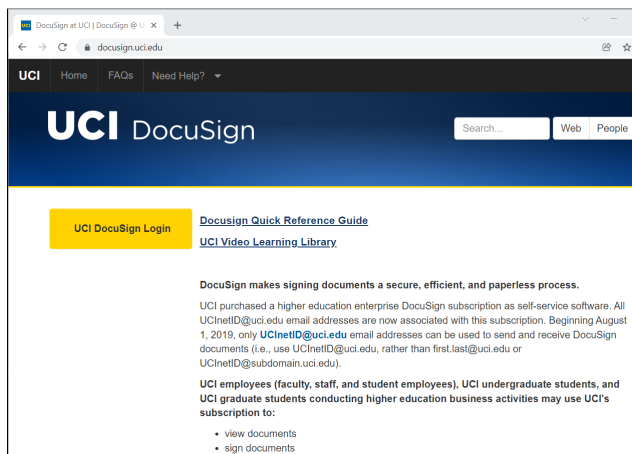 DocuSign at UCI | DocuSign @ U
docusign.uci.edu
UCI Home FAQs Need Help?
UCI DocuSign
Search... Web People
UCI DocuSign Login
Docusign Quick Reference Guide
UCI Video Learning Library
DocuSign makes signing documents a secure, efficient, and paperless process.
UCI purchased a higher education enterprise DocuSign subscription as self-service software. All
UCInetID@uci.edu email addresses are now associated with this subscription. Beginning August
1, 2019, only UCInetID@uci.edu email addresses can be used to send and receive DocuSign
documents (i.e., use UCInetID@uci.edu, rather than first.last@uci.edu or
UCInetID@subdomain.uci.edu).
UCI employees (faculty, staff, and student employees), UCI undergraduate students, and
UCI graduate students conducting higher education business activities may use UCI's
subscription to:
• view documents
• sign documents